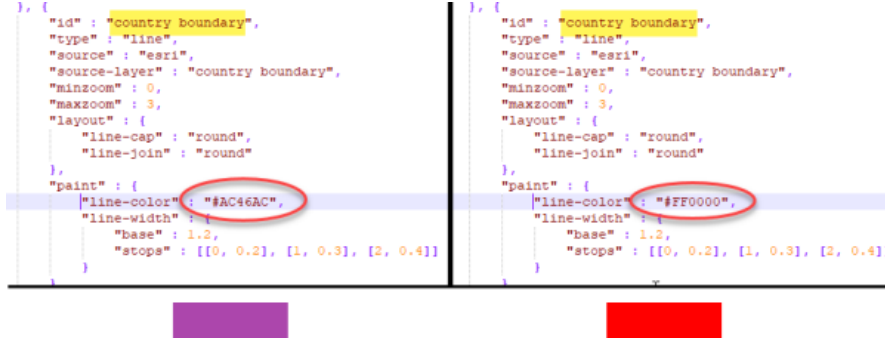 }, {
"id" : "country boundary",
"type" : "line",
"source" : "esri",
"source-layer" : "country boundary",
"minzoom" : 0,
"maxzoom" : 3,
"layout" : {
"line-cap" : "round",
"line-join" : "round"
},
"paint" : {
"line-color" : "#AC46AC",
"line-width" : {
"base" : 1.2,
"stops" : [[0, 0.2], [1, 0.3], [2, 0.4]]
}
}
}, {
"id" : "country boundary",
"type" : "line",
"source" : "esri",
"source-layer" : "country boundary",
"minzoom" : 0,
"maxzoom" : 3,
"layout" : {
"line-cap" : "round",
"line-join" : "round"
},
"paint" : {
"line-color" : "#FF0000",
"line-width" : {
"base" : 1.2,
"stops" : [[0, 0.2], [1, 0.3], [2, 0.4]
}
}